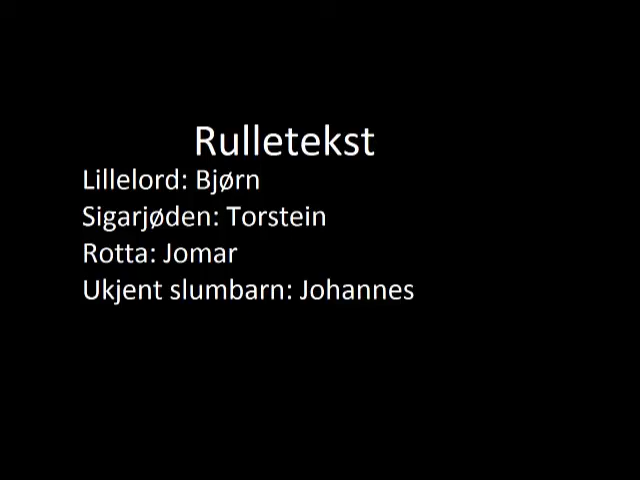 Rulletekst
Lillelord: Bjørn
Sigarjøden: Torstein
Rotta: Jomar
Ukjent slumbarn: Johannes